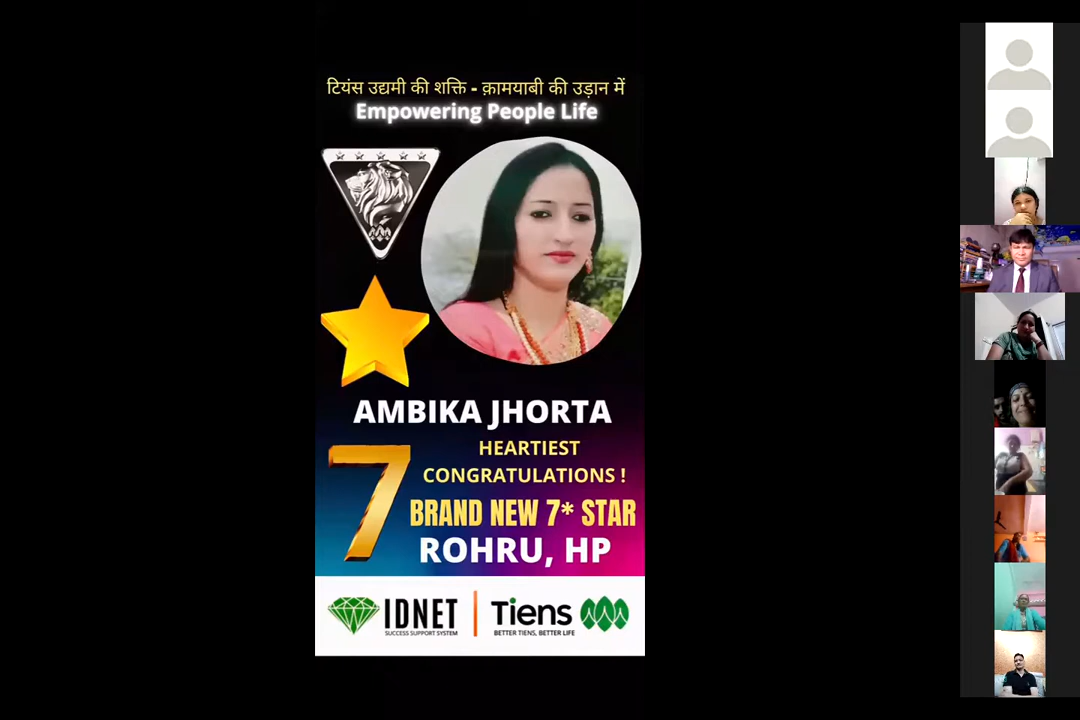 टियंस उद्यमी की शक्ति - क़ामयाबी की उड़ान में
Empowering People Life
AMBIKA JHORTA
7
HEARTIEST
CONGRATULATIONS !
BRAND NEW 7* STAR
ROHRU, HP
IDNET
SUCCESS SUPPORT SYSTEM
Tiens
BETTER TIENS, BETTER LIFE